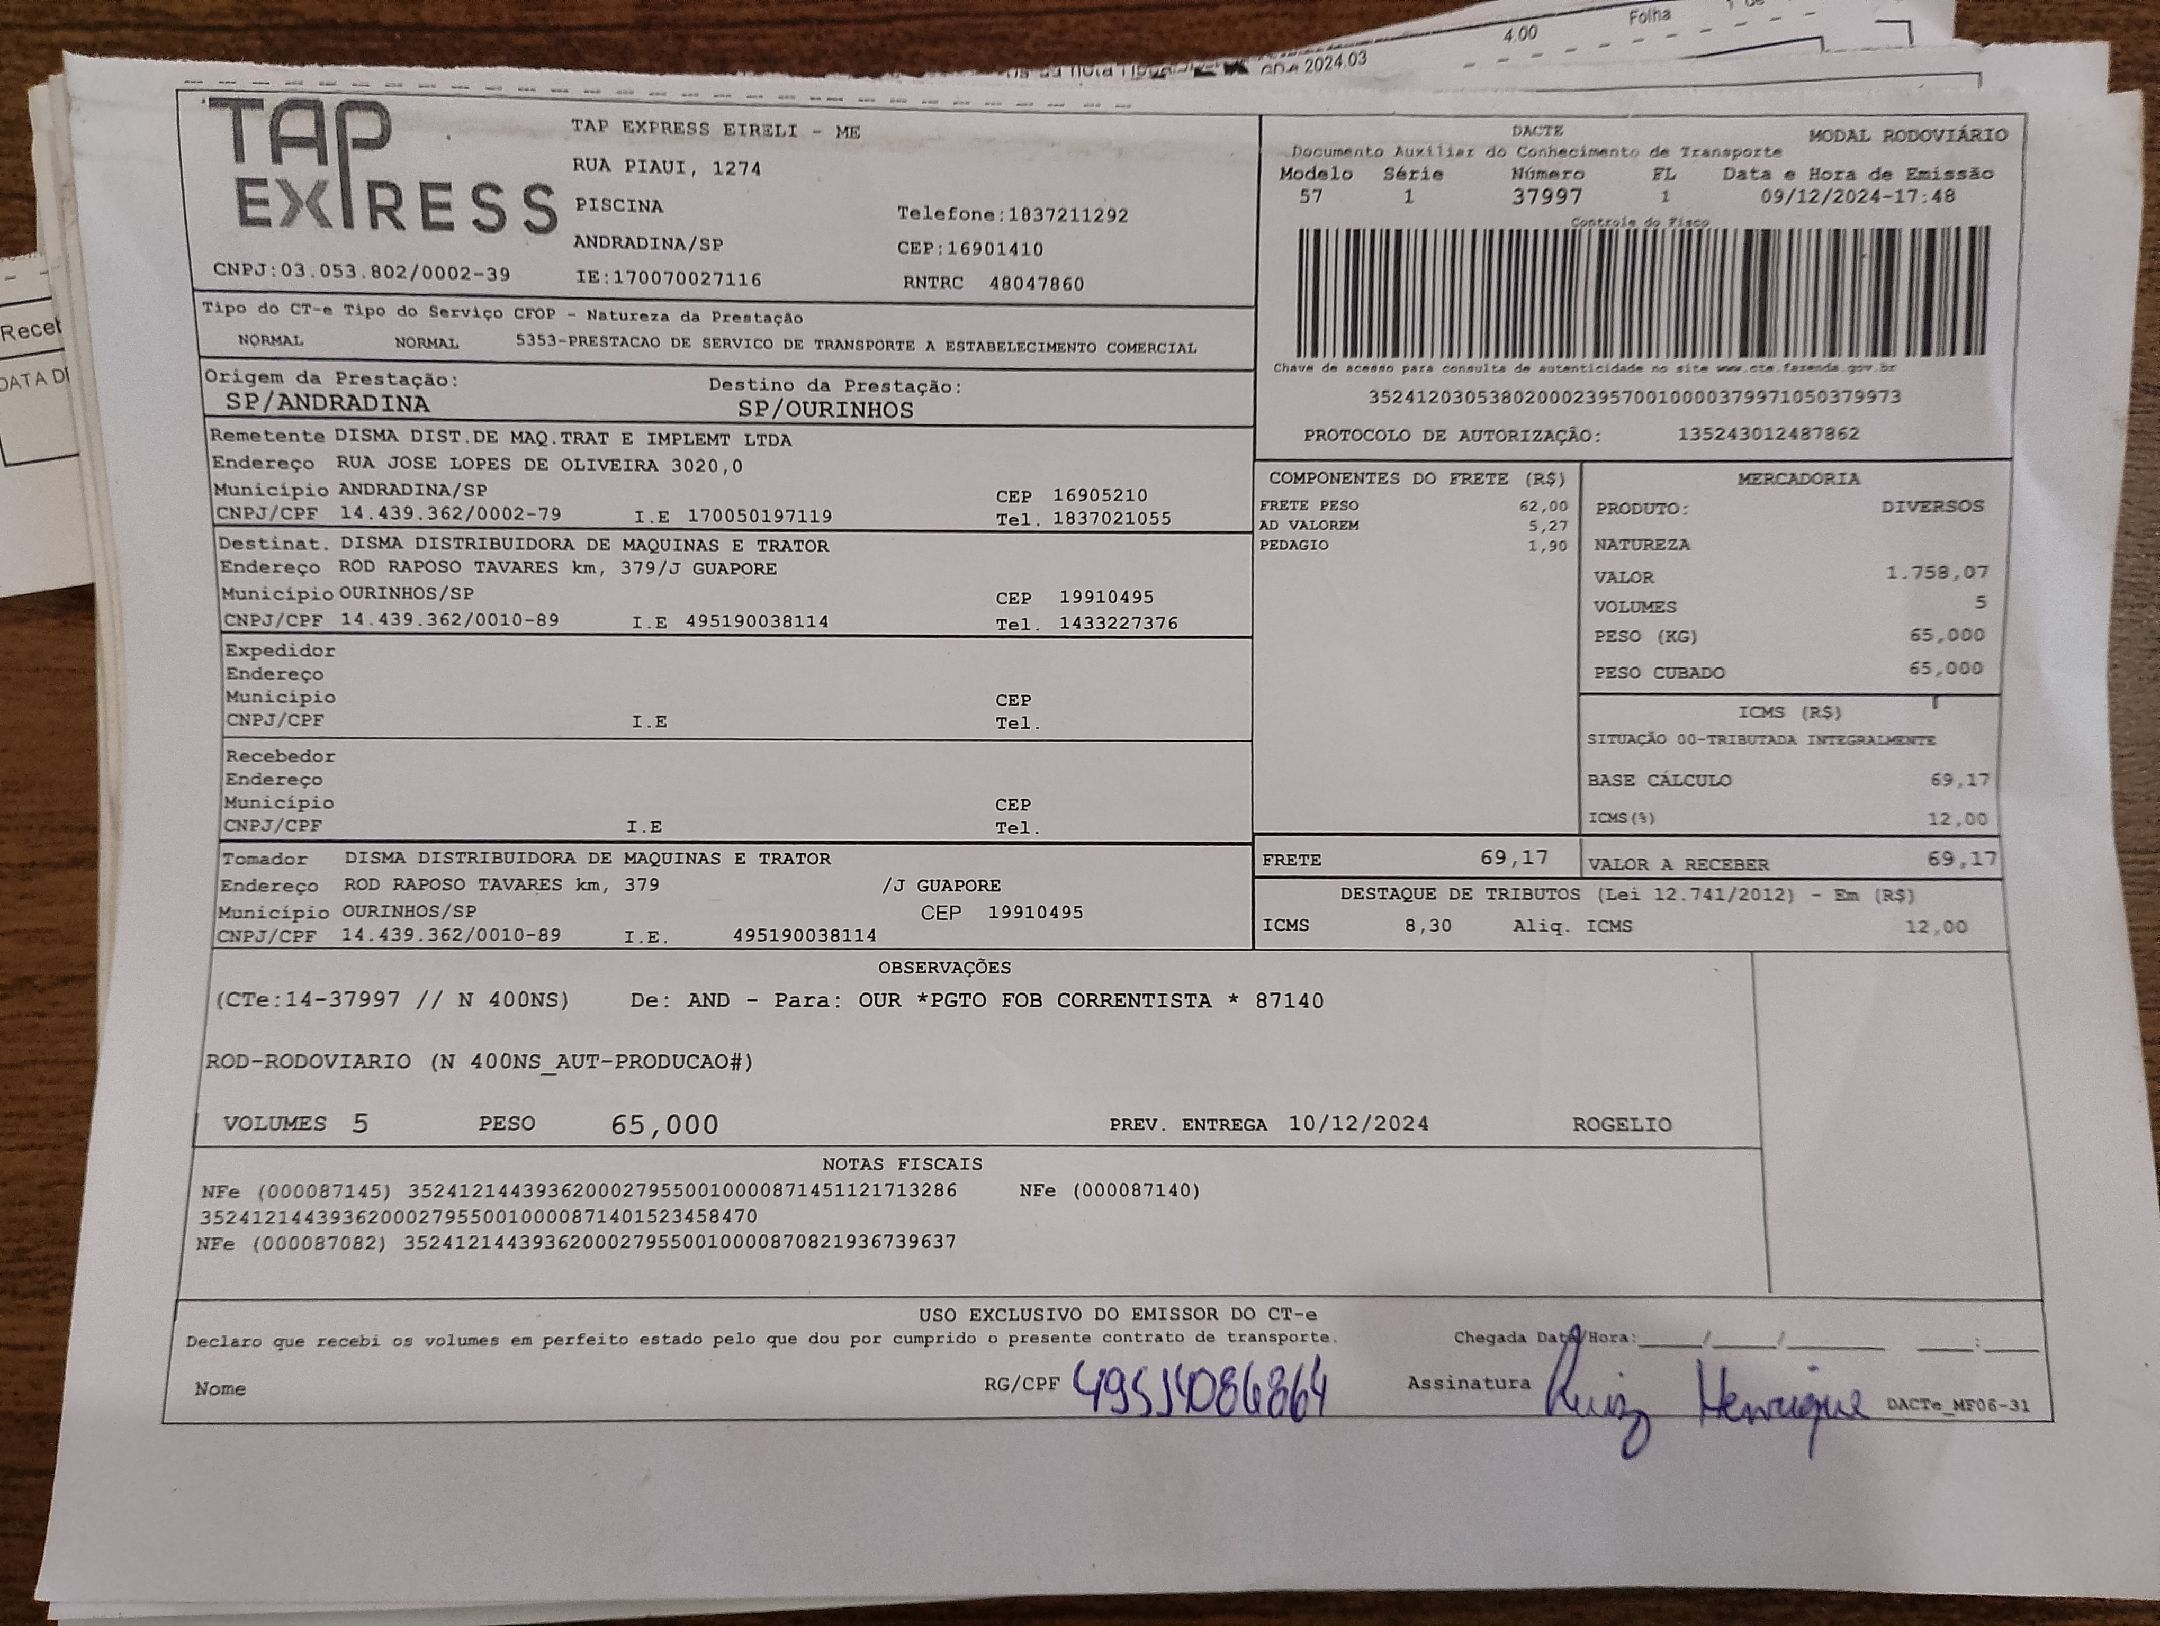 4.00
Folha
2024.03
Recel
DATA DE
TAP EXPRESS
TAP EXPRESS EIRELI - ME
RUA PIAUI, 1274
PISCINA Telefone:1837211292
ANDRADINA/SP CEP:16901410
CNPJ:03.053.802/0002-39 IE:170070027116 RNTRC 48047860
DACTE MODAL RODOVIÁRIO
Documento Auxiliar do Conhecimento de Transporte
Modelo Série Número FL Data e Hora de Emissão
57 1 37997 1 09/12/2024-17:48
Controle do Fisco
Chave de acesso para consulta de autenticidade no site www.cte.fazenda.gov.br
35241203053802000239570010000379971050379973
PROTOCOLO DE AUTORIZAÇÃO: 135243012487862
Tipo do CT-e Tipo do Serviço CFOP - Natureza da Prestação
NORMAL NORMAL 5353-PRESTACAO DE SERVICO DE TRANSPORTE A ESTABELECIMENTO COMERCIAL
Origem da Prestação: Destino da Prestação:
SP/ANDRADINA SP/OURINHOS
Remetente DISMA DIST.DE MAQ.TRAT E IMPLEMT LTDA
Endereço RUA JOSE LOPES DE OLIVEIRA 3020,0
Município ANDRADINA/SP CEP 16905210
CNPJ/CPF 14.439.362/0002-79 I.E 170050197119 Tel. 1837021055
Destinat. DISMA DISTRIBUIDORA DE MAQUINAS E TRATOR
Endereço ROD RAPOSO TAVARES km, 379/J GUAPORE
Município OURINHOS/SP CEP 19910495
CNPJ/CPF 14.439.362/0010-89 I.E 495190038114 Tel. 1433227376
Expedidor
Endereço
Município CEP
CNPJ/CPF I.E Tel.
Recebedor
Endereço
Município CEP
CNPJ/CPF I.E Tel.
Tomador DISMA DISTRIBUIDORA DE MAQUINAS E TRATOR
Endereço ROD RAPOSO TAVARES km, 379 /J GUAPORE
Município OURINHOS/SP CEP 19910495
CNPJ/CPF 14.439.362/0010-89 I.E. 495190038114
COMPONENTES DO FRETE (R$)
FRETE PESO 62,00
AD VALOREM 5,27
PEDAGIO 1,90
MERCADORIA
PRODUTO: DIVERSOS
NATUREZA
VALOR 1.758,07
VOLUMES 5
PESO (KG) 65,000
PESO CUBADO 65,000
ICMS (R$)
SITUAÇÃO 00-TRIBUTADA INTEGRALMENTE
BASE CÁLCULO 69,17
ICMS(%) 12,00
FRETE 69,17 VALOR A RECEBER 69,17
DESTAQUE DE TRIBUTOS (Lei 12.741/2012) - Em (R$)
ICMS 8,30 Aliq. ICMS 12,00
OBSERVAÇÕES
(CTe:14-37997 // N 400NS) De: AND - Para: OUR *PGTO FOB CORRENTISTA * 87140
ROD-RODOVIARIO (N 400NS_AUT-PRODUCAO#)
VOLUMES 5 PESO 65,000 PREV. ENTREGA 10/12/2024 ROGELIO
NOTAS FISCAIS
NFe (000087145) 35241214439362000279550010000871451121713286 NFe (000087140)
35241214439362000279550010000871401523458470
NFe (000087082) 35241214439362000279550010000870821936739637
USO EXCLUSIVO DO EMISSOR DO CT-e
Declaro que recebi os volumes em perfeito estado pelo que dou por cumprido o presente contrato de transporte. Chegada Data/Hora:____/____/______ ____:____
Nome RG/CPF 49514086864 Assinatura Ruiz Henrique DACTe_MF06-31